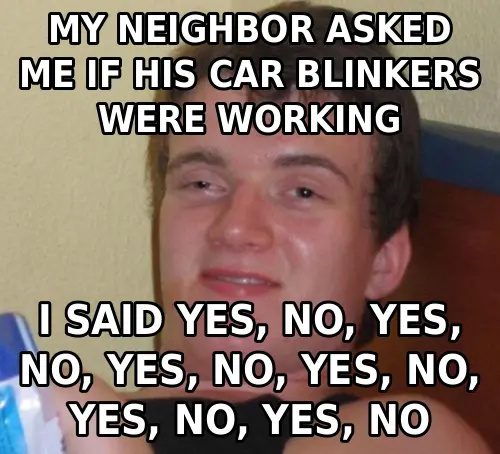 MY NEIGHBOR ASKED
ME IF HIS CAR BLINKERS
WERE WORKING
I SAID YES, NO, YES,
NO, YES, NO, YES, NO,
YES, NO, YES, NO